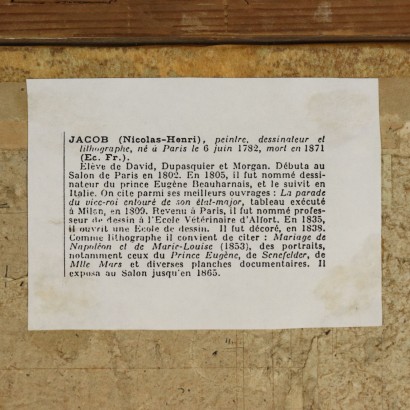 JACOB (Nicolas-Henri), peintre, dessinateur et
lithographe, né à Paris le 6 juin 1782, mort en 1871
(Ec. Fr.).
Elève de David, Dupasquier et Morgan. Débuta au
Salon de Paris en 1802. En 1805, il fut nommé dessi-
nateur du prince Eugène Beauharnais, et le suivit en
Italie. On cite parmi ses meilleurs ouvrages : La parade
du vice-roi entouré de son état-major, tableau exécuté
à Milan, en 1809. Revenu à Paris, il fut nommé profes-
seur de dessin à l'Ecole Vétérinaire d'Alfort. En 1835,
il ouvrit une Ecole de dessin. Il fut décoré, en 1838.
Comme lithographe il convient de citer : Mariage de
Napoléon et de Marie-Louise (1853), des portraits,
notamment ceux du Prince Eugène, de Senefelder, de
Mlle Mars et diverses planches documentaires. Il
exposa au Salon jusqu'en 1865.